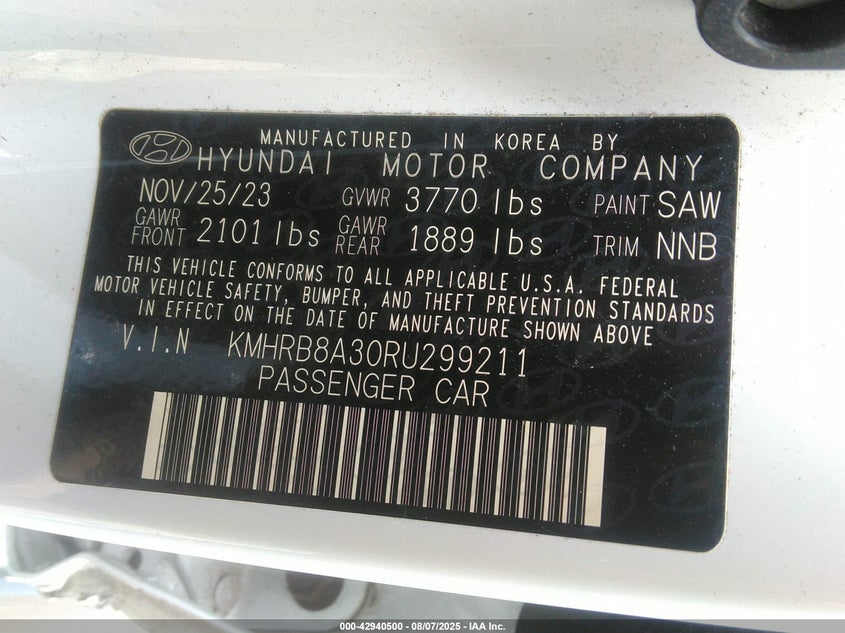 MANUFACTURED IN KOREA BY
HYUNDAI MOTOR COMPANY
NOV/25/23 GVWR 3770 lbs PAINT SAW
GAWR FRONT 2101 lbs GAWR REAR 1889 lbs TRIM NNB
THIS VEHICLE CONFORMS TO ALL APPLICABLE U.S.A. FEDERAL
MOTOR VEHICLE SAFETY, BUMPER, AND THEFT PREVENTION STANDARDS
IN EFFECT ON THE DATE OF MANUFACTURE SHOWN ABOVE
V.I.N KMHRB8A30RU299211
PASSENGER CAR
000-42940500 - 08/07/2025 - IAA Inc.